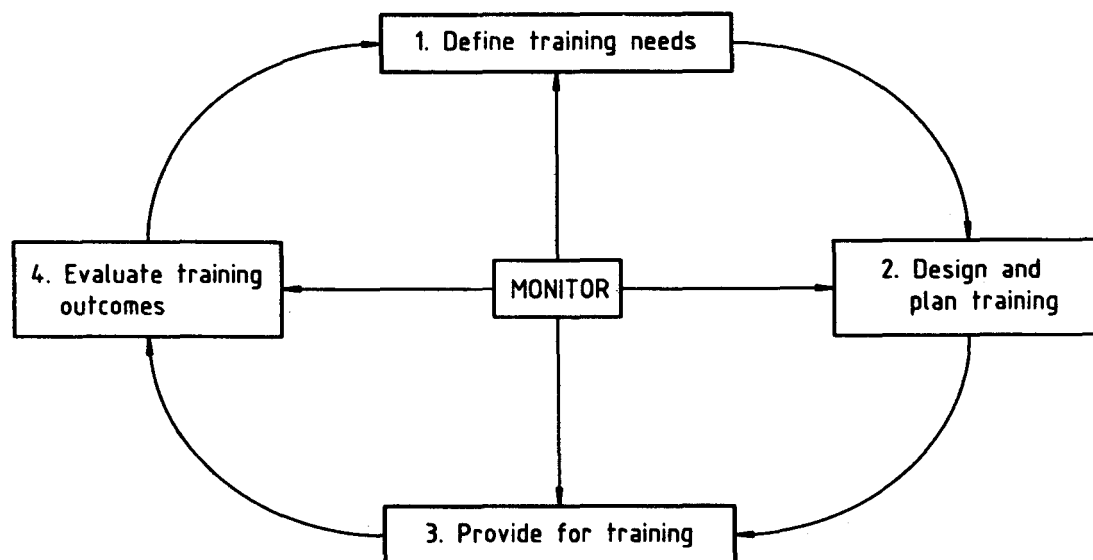 1. Define training needs
4. Evaluate training
outcomes
MONITOR
2. Design and
plan training
3. Provide for training